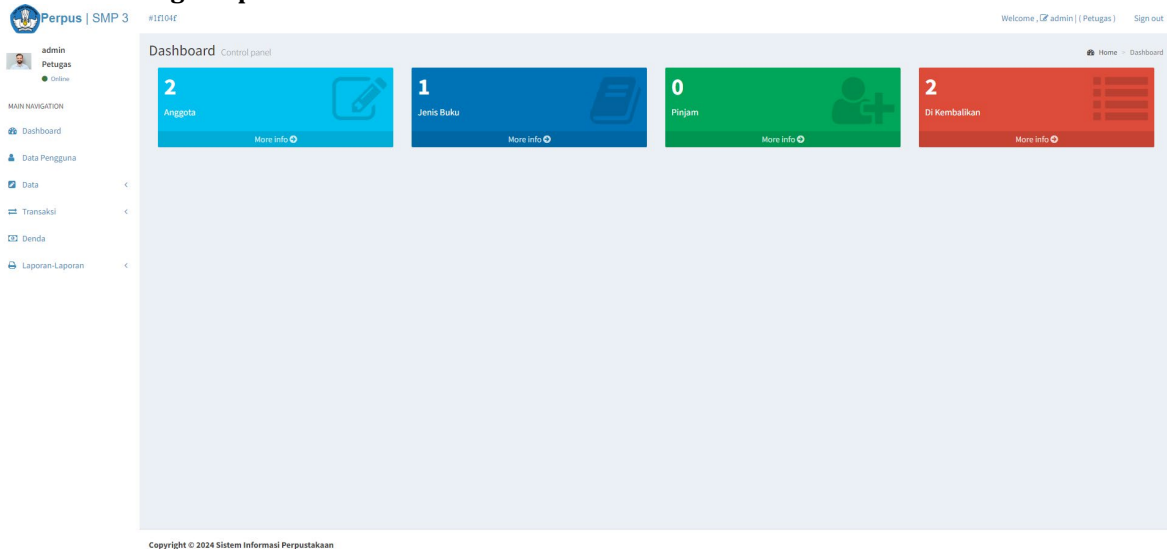 Perpus | SMP 3
#1f104f
Welcome , admin | ( Petugas )
Sign out
admin
Petugas
Online
MAIN NAVIGATION
Dashboard
Data Pengguna
Data
Transaksi
Denda
Laporan-Laporan
Dashboard Control panel
Home > Dashboard
2
Anggota
More info
1
Jenis Buku
More info
0
Pinjam
More info
2
Di Kembalikan
More info
Copyright © 2024 Sistem Informasi Perpustakaan